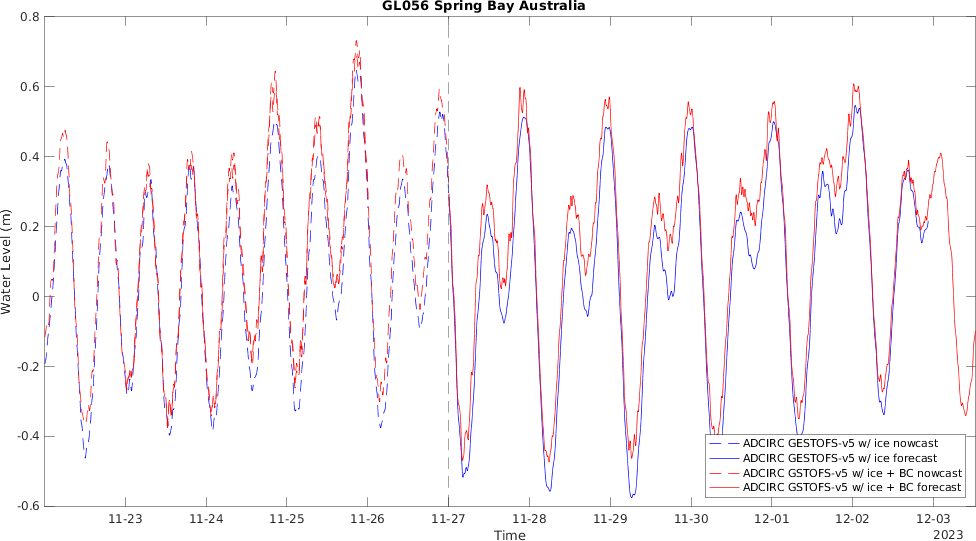 GL056 Spring Bay Australia
0.8
0.6
0.4
0.2
0
-0.2
-0.4
-0.6
Water Level (m)
ADCIRC GESTOFS-v5 w/ ice nowcast
ADCIRC GESTOFS-v5 w/ ice forecast
ADCIRC GSTOFS-v5 w/ ice + BC nowcast
ADCIRC GSTOFS-v5 w/ ice + BC forecast
11-23 11-24 11-25 11-26 11-27 11-28 11-29 11-30 12-01 12-02 12-03
Time
2023